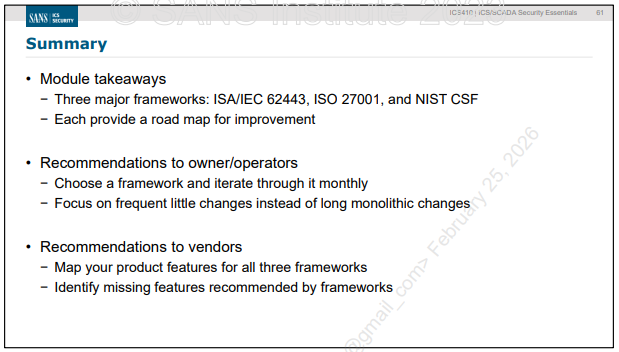 © SANS Institute 2026
SANS ICS SECURITY
ICS410 | ICS/SCADA Security Essentials 61
Summary
• Module takeaways
– Three major frameworks: ISA/IEC 62443, ISO 27001, and NIST CSF
– Each provide a road map for improvement
• Recommendations to owner/operators
– Choose a framework and iterate through it monthly
– Focus on frequent little changes instead of long monolithic changes
• Recommendations to vendors
– Map your product features for all three frameworks
– Identify missing features recommended by frameworks
@gmail_com> February 25, 2026